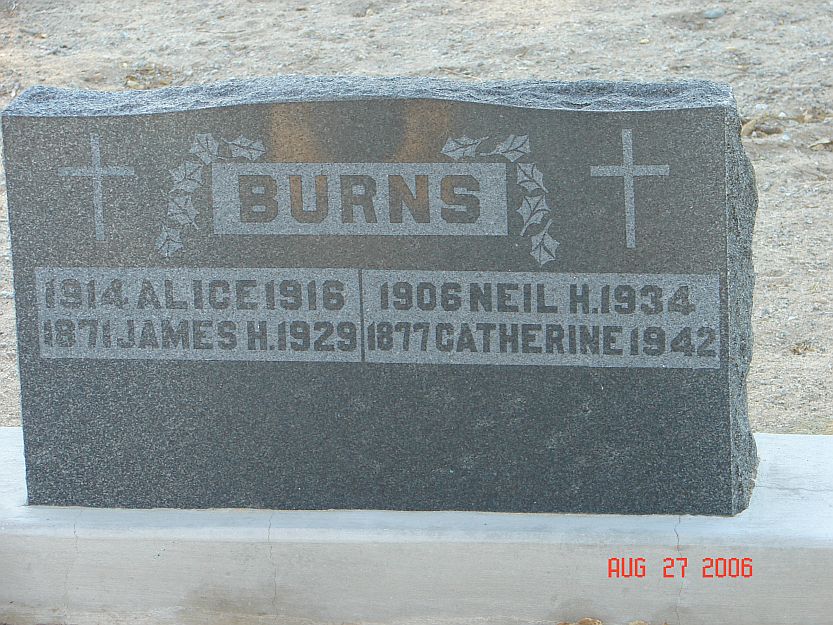 BURNS
1914 ALICE 1916
1871 JAMES H. 1929
1906 NEIL H. 1934
1877 CATHERINE 1942
AUG 27 2006